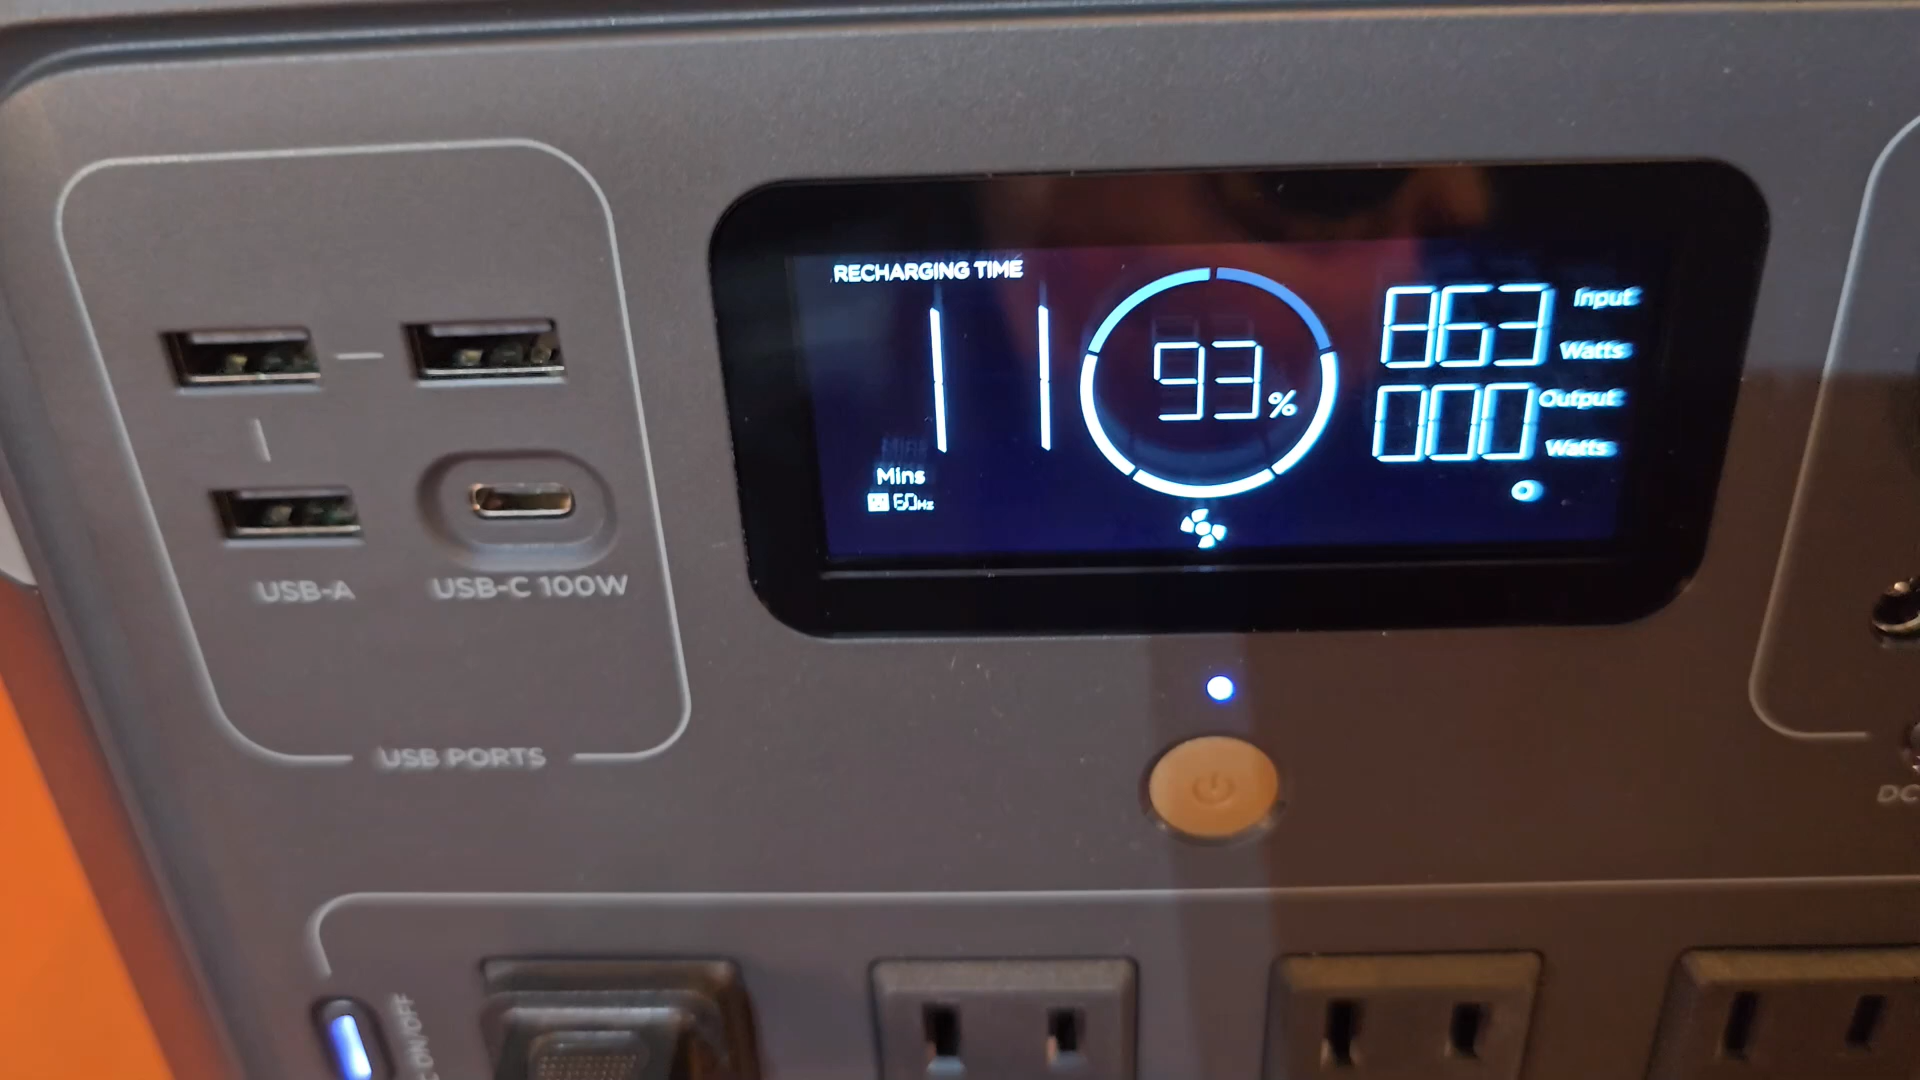 RECHARGING TIME
11
Mins
60Hz
93%
863
Input
Watts
000
Output
Watts
USB-A
USB-C 100W
USB PORTS
DC
ON/OFF